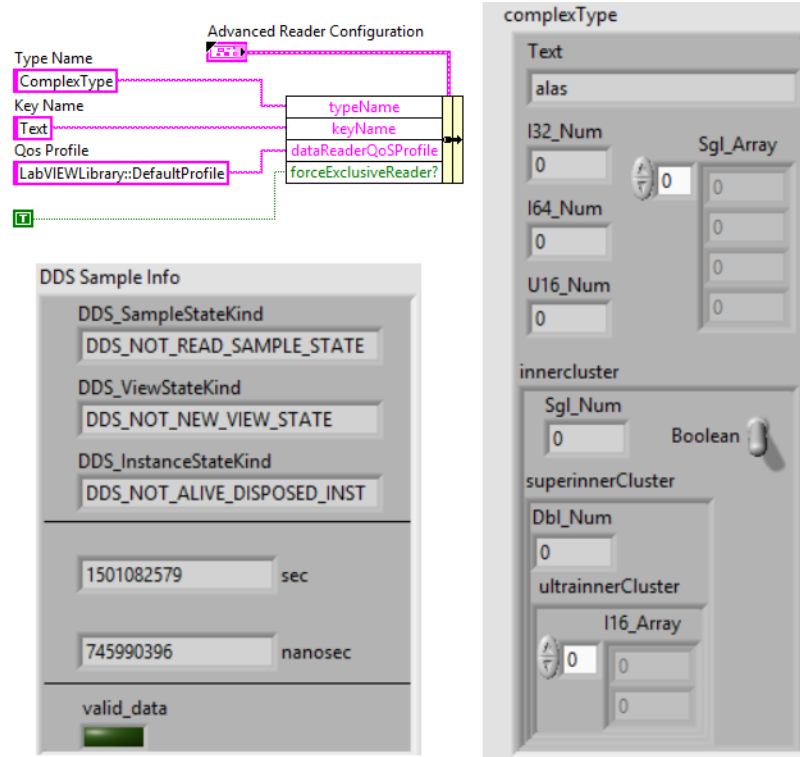 Advanced Reader Configuration
Type Name
ComplexType
Key Name
Text
Qos Profile
LabVIEWLibrary::DefaultProfile
T
typeName
keyName
dataReaderQoSProfile
forceExclusiveReader?
DDS Sample Info
DDS_SampleStateKind
DDS_NOT_READ_SAMPLE_STATE
DDS_ViewStateKind
DDS_NOT_NEW_VIEW_STATE
DDS_InstanceStateKind
DDS_NOT_ALIVE_DISPOSED_INST
1501082579 sec
745990396 nanosec
valid_data
complexType
Text
alas
I32_Num
0
I64_Num
0
U16_Num
0
Sgl_Array
0 0
0
0
0
innercluster
Sgl_Num
0
Boolean
superinnerCluster
Dbl_Num
0
ultrainnerCluster
I16_Array
0 0
0